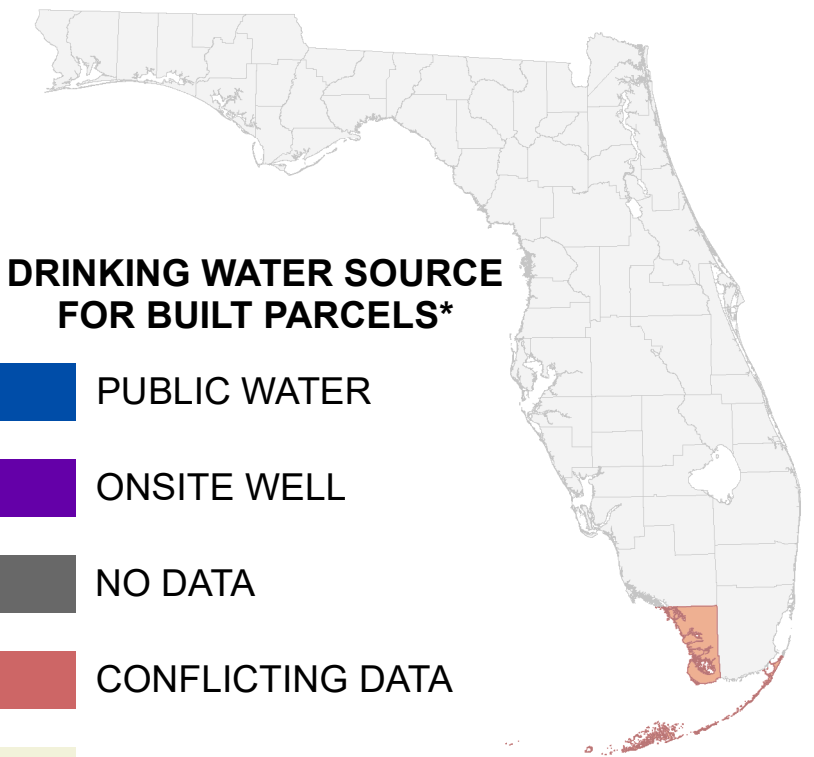 DRINKING WATER SOURCE
FOR BUILT PARCELS*
PUBLIC WATER
ONSITE WELL
NO DATA
CONFLICTING DATA